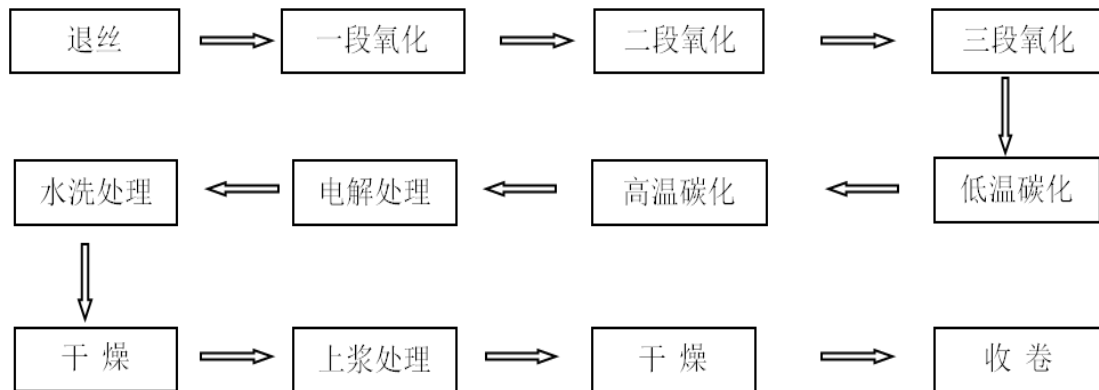 退丝
一段氧化
二段氧化
三段氧化
水洗处理
电解处理
高温碳化
低温碳化
干 燥
上浆处理
干 燥
收 卷